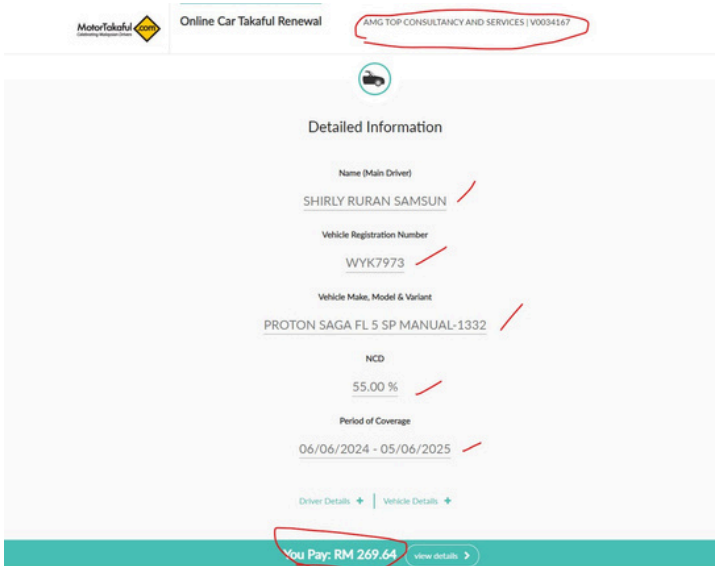 MotorTakaful.com
Celebrating Malaysian Drivers
Online Car Takaful Renewal
AMG TOP CONSULTANCY AND SERVICES | V0034167
Detailed Information
Name (Main Driver)
SHIRLY RURAN SAMSUN
Vehicle Registration Number
WYK7973
Vehicle Make, Model & Variant
PROTON SAGA FL 5 SP MANUAL-1332
NCD
55.00 %
Period of Coverage
06/06/2024 - 05/06/2025
Driver Details + | Vehicle Details +
You Pay: RM 269.64 view details >